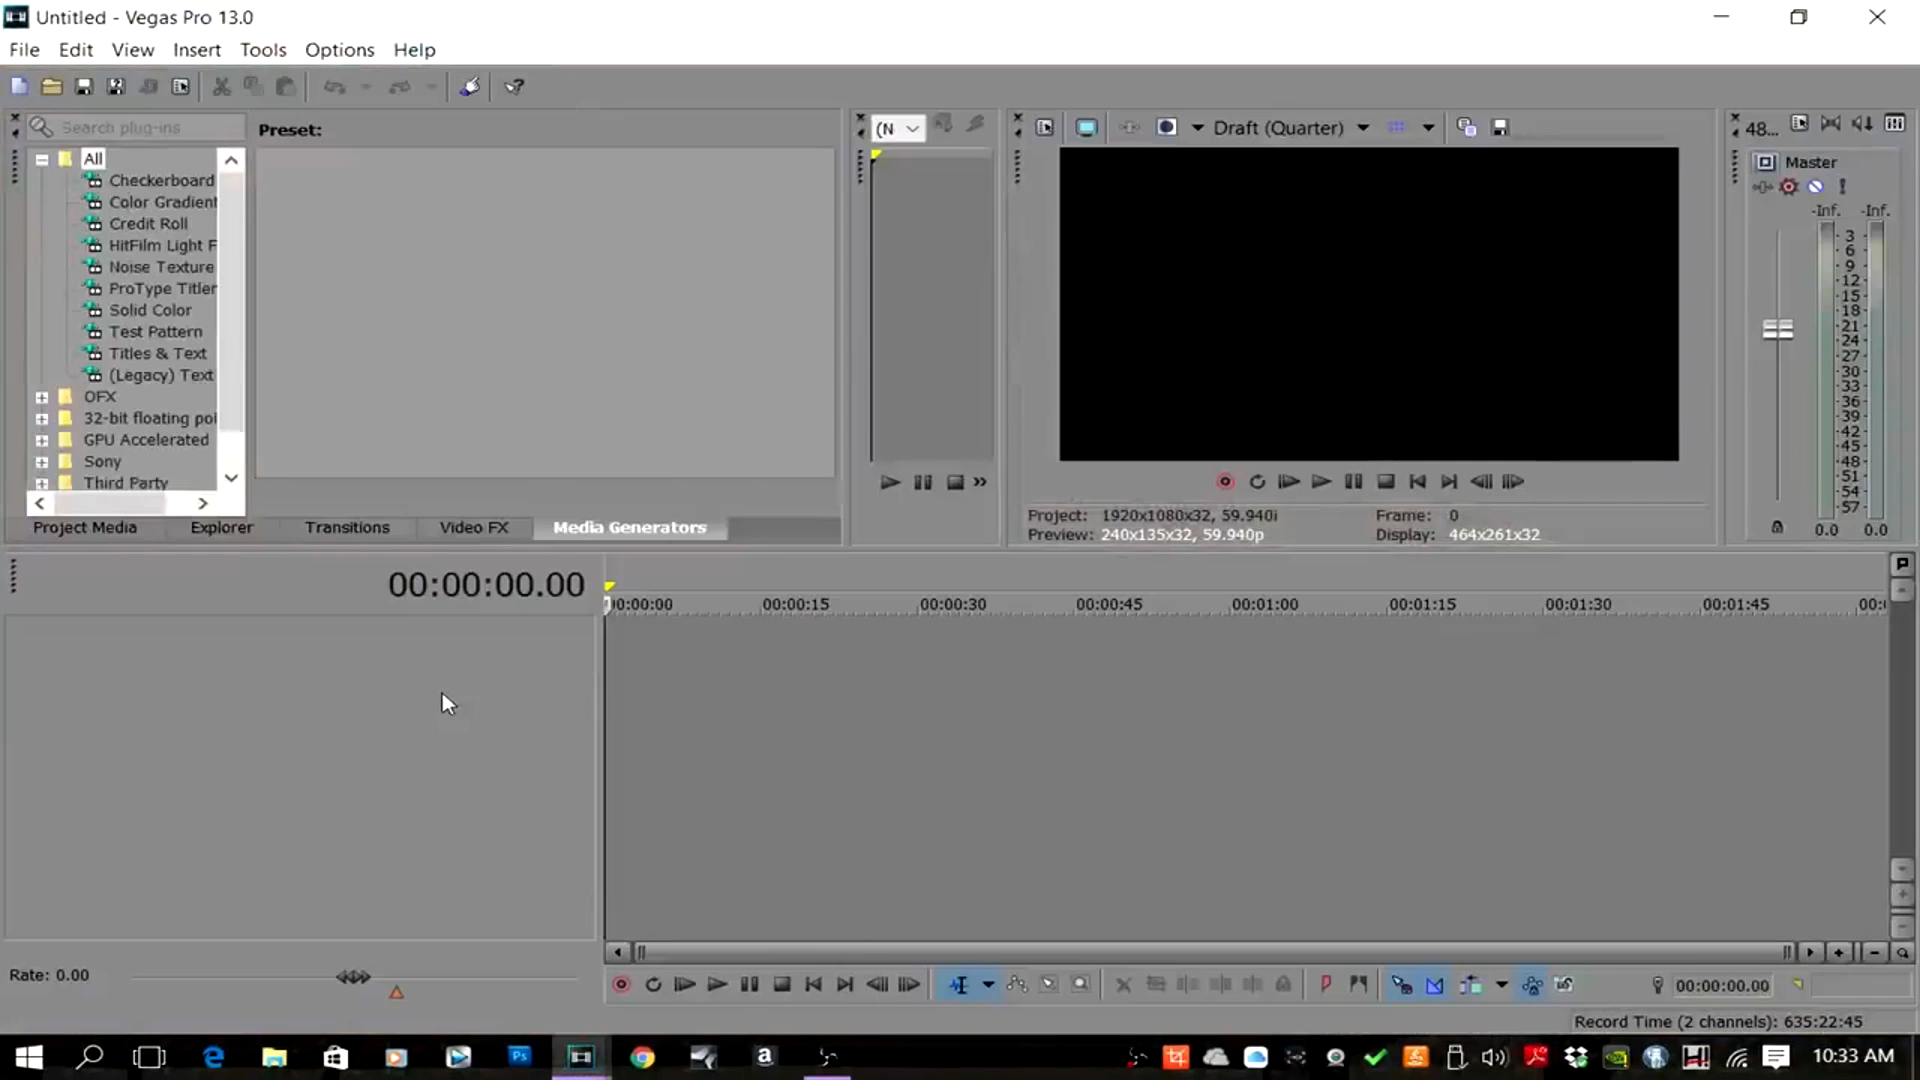 Untitled - Vegas Pro 13.0
File Edit View Insert Tools Options Help
Search plug-ins
Preset:
(N
Draft (Quarter)
48...
All
Checkerboard
Color Gradient
Credit Roll
HitFilm Light F
Noise Texture
ProType Titler
Solid Color
Test Pattern
Titles & Text
(Legacy) Text
OFX
32-bit floating poi
GPU Accelerated
Sony
Third Party
Master
-Inf. -Inf.
3
6
9
12
15
18
21
24
27
30
33
36
39
42
45
48
51
54
57
0.0 0.0
Project Media Explorer Transitions Video FX Media Generators
Project: 1920x1080x32, 59.940i Frame: 0
Preview: 240x135x32, 59.940p Display: 464x261x32
00:00:00.00
00:00:00 00:00:15 00:00:30 00:00:45 00:01:00 00:01:15 00:01:30 00:01:45 00:0
Rate: 0.00
00:00:00.00
Record Time (2 channels): 635:22:45
10:33 AM